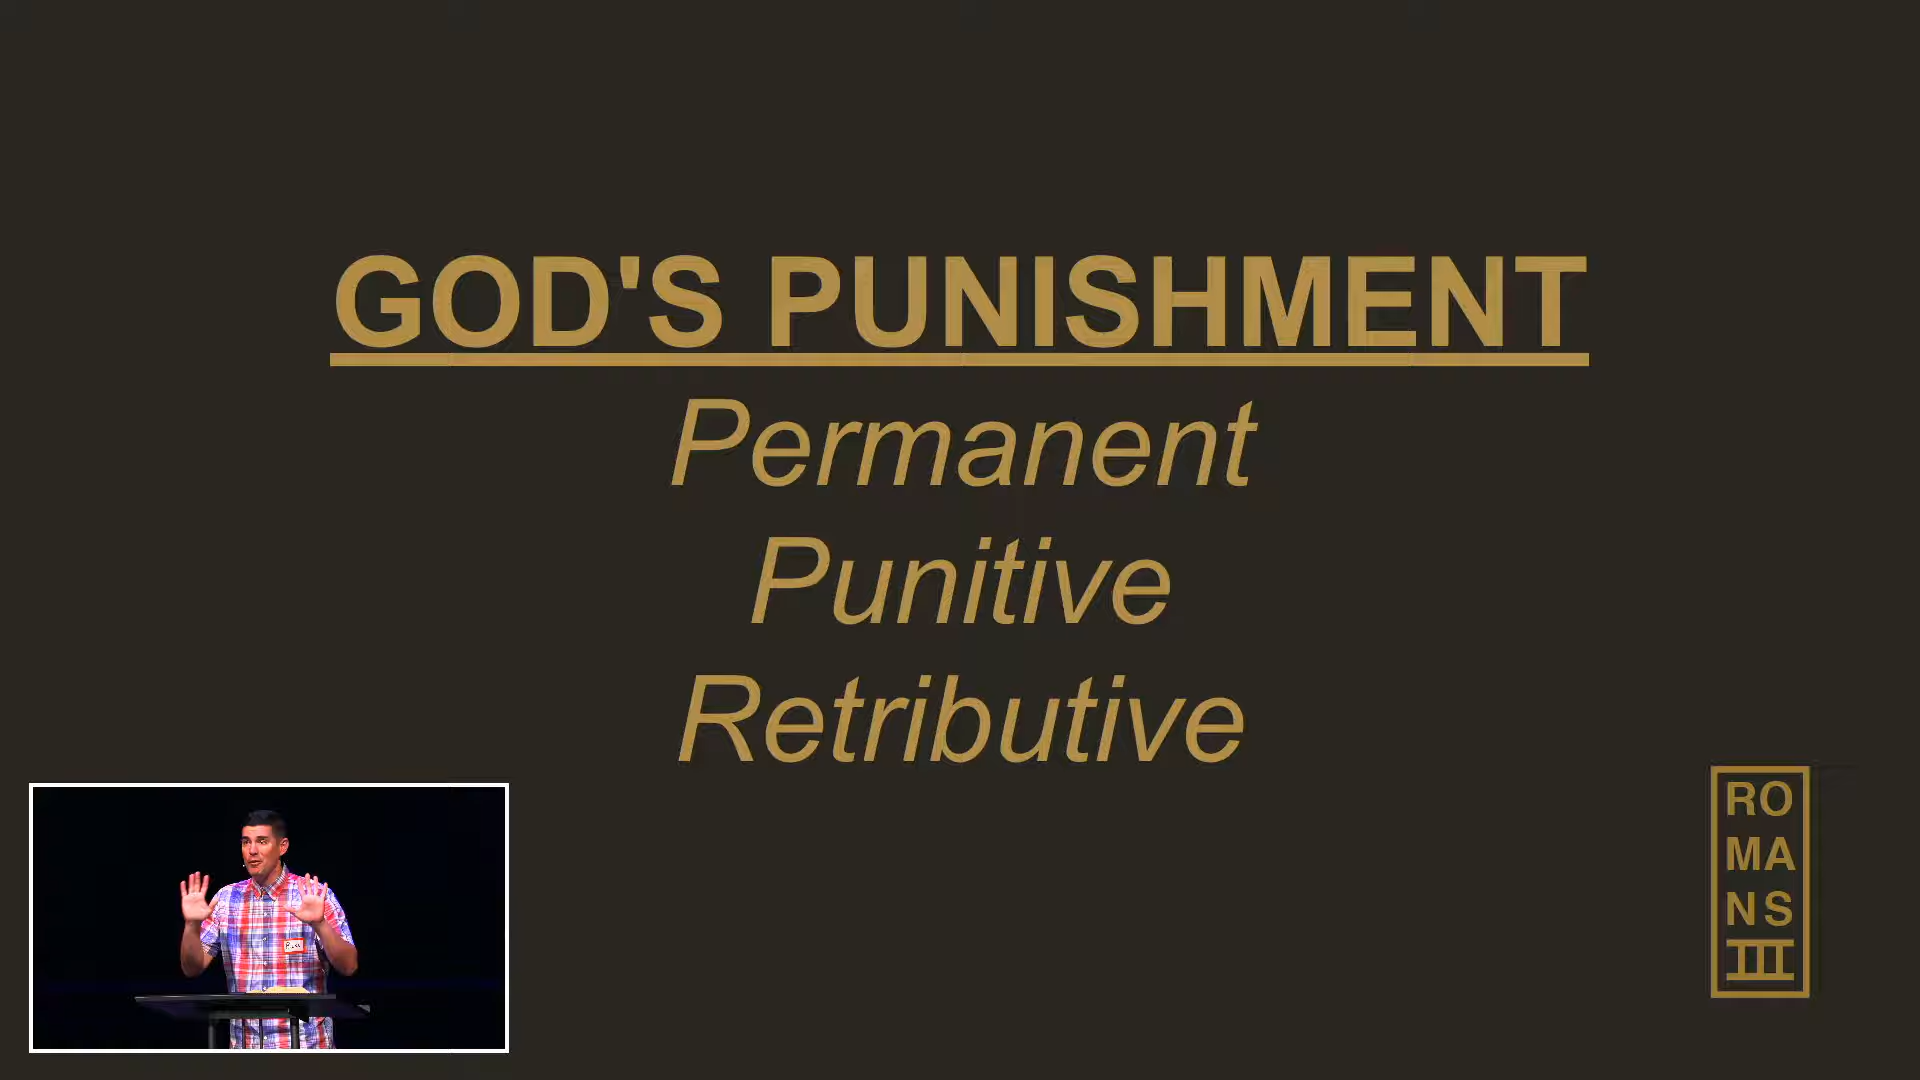 GOD'S PUNISHMENT
Permanent
Punitive
Retributive
RO
MA
NS
III